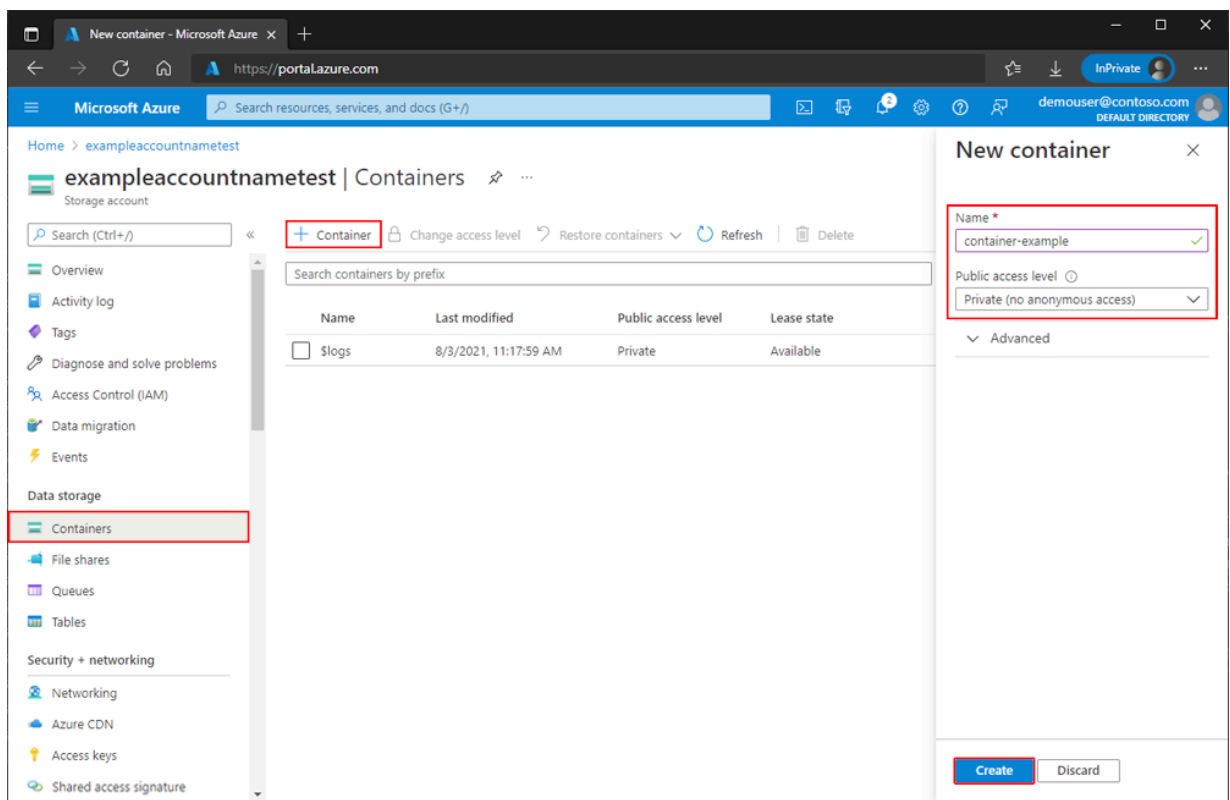 New container - Microsoft Azure
https://portal.azure.com
InPrivate
Microsoft Azure
Search resources, services, and docs (G+/)
2
demouser@contoso.com
DEFAULT DIRECTORY
Home > exampleaccountnametest
exampleaccountnametest | Containers
Storage account
Search (Ctrl+/)
Overview
Activity log
Tags
Diagnose and solve problems
Access Control (IAM)
Data migration
Events
Data storage
Containers
File shares
Queues
Tables
Security + networking
Networking
Azure CDN
Access keys
Shared access signature
Container Change access level Restore containers Refresh Delete
Search containers by prefix
Name Last modified Public access level Lease state
$logs 8/3/2021, 11:17:59 AM Private Available
New container
Name *
container-example
Public access level
Private (no anonymous access)
Advanced
Create Discard